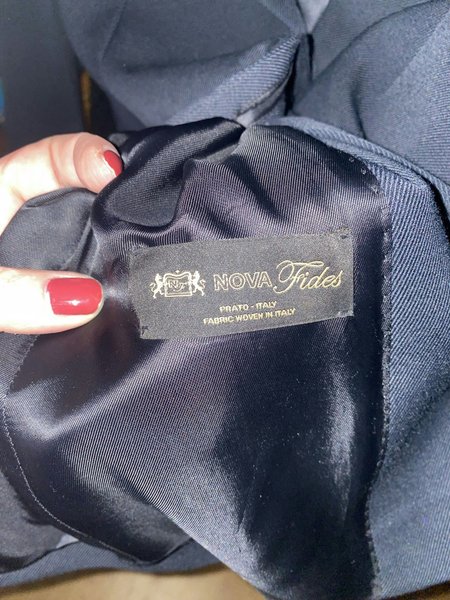 NOVA Fides
PRATO - ITALY
FABRIC WOVEN IN ITALY